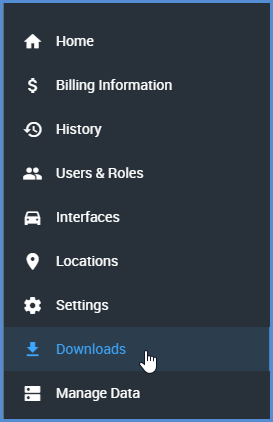 Home
Billing Information
History
Users & Roles
Interfaces
Locations
Settings
Downloads
Manage Data